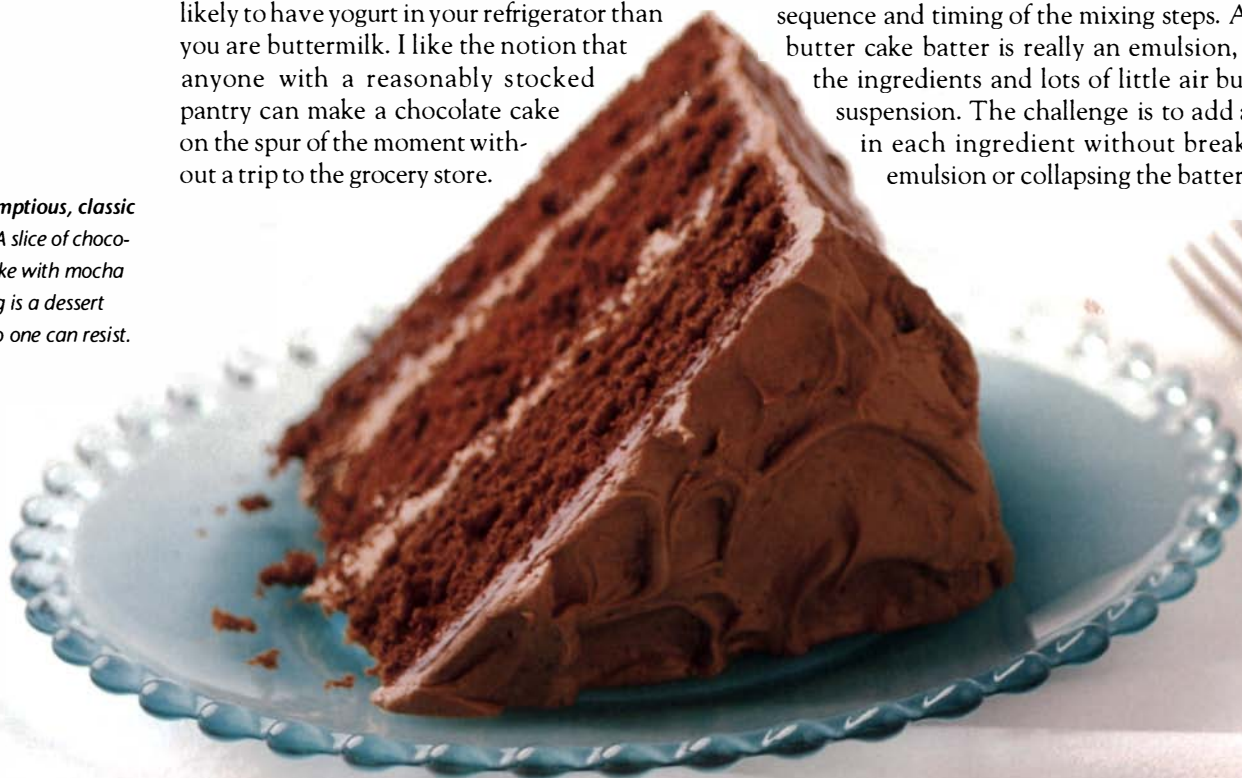 likely to have yogurt in your refrigerator than
you are buttermilk. I like the notion that
anyone with a reasonably stocked
pantry can make a chocolate cake
on the spur of the moment with-
out a trip to the grocery store.
sequence and timing of the mixing steps. A
butter cake batter is really an emulsion,
the ingredients and lots of little air bu
suspension. The challenge is to add a
in each ingredient without break
emulsion or collapsing the batter
mptious, classic
A slice of choco-
ke with mocha
g is a dessert
o one can resist.